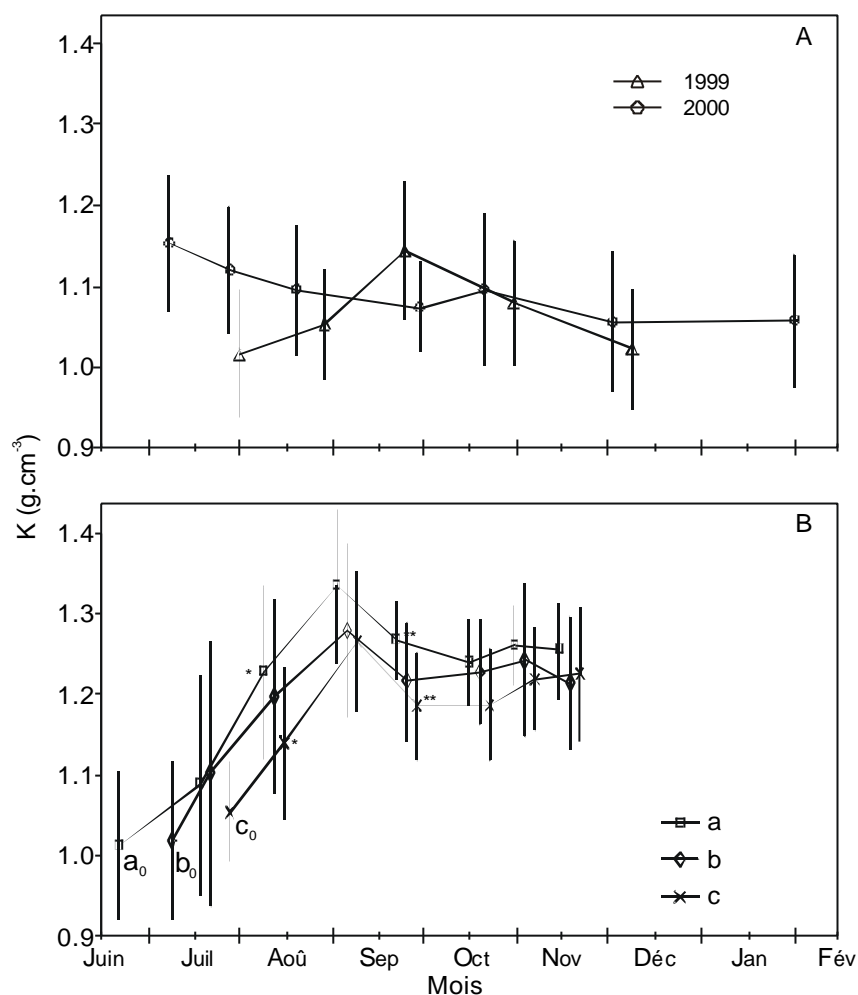 A
1.4
1.3
1.2
1.1
1.0
0.9
1999
2000
K (g.cm⁻³)
B
1.4
1.3
1.2
1.1
1.0
0.9
*
**
**
*
a₀
b₀
c₀
a
b
c
Juin Juil Aoû Sep Oct Nov Déc Jan Fév
Mois